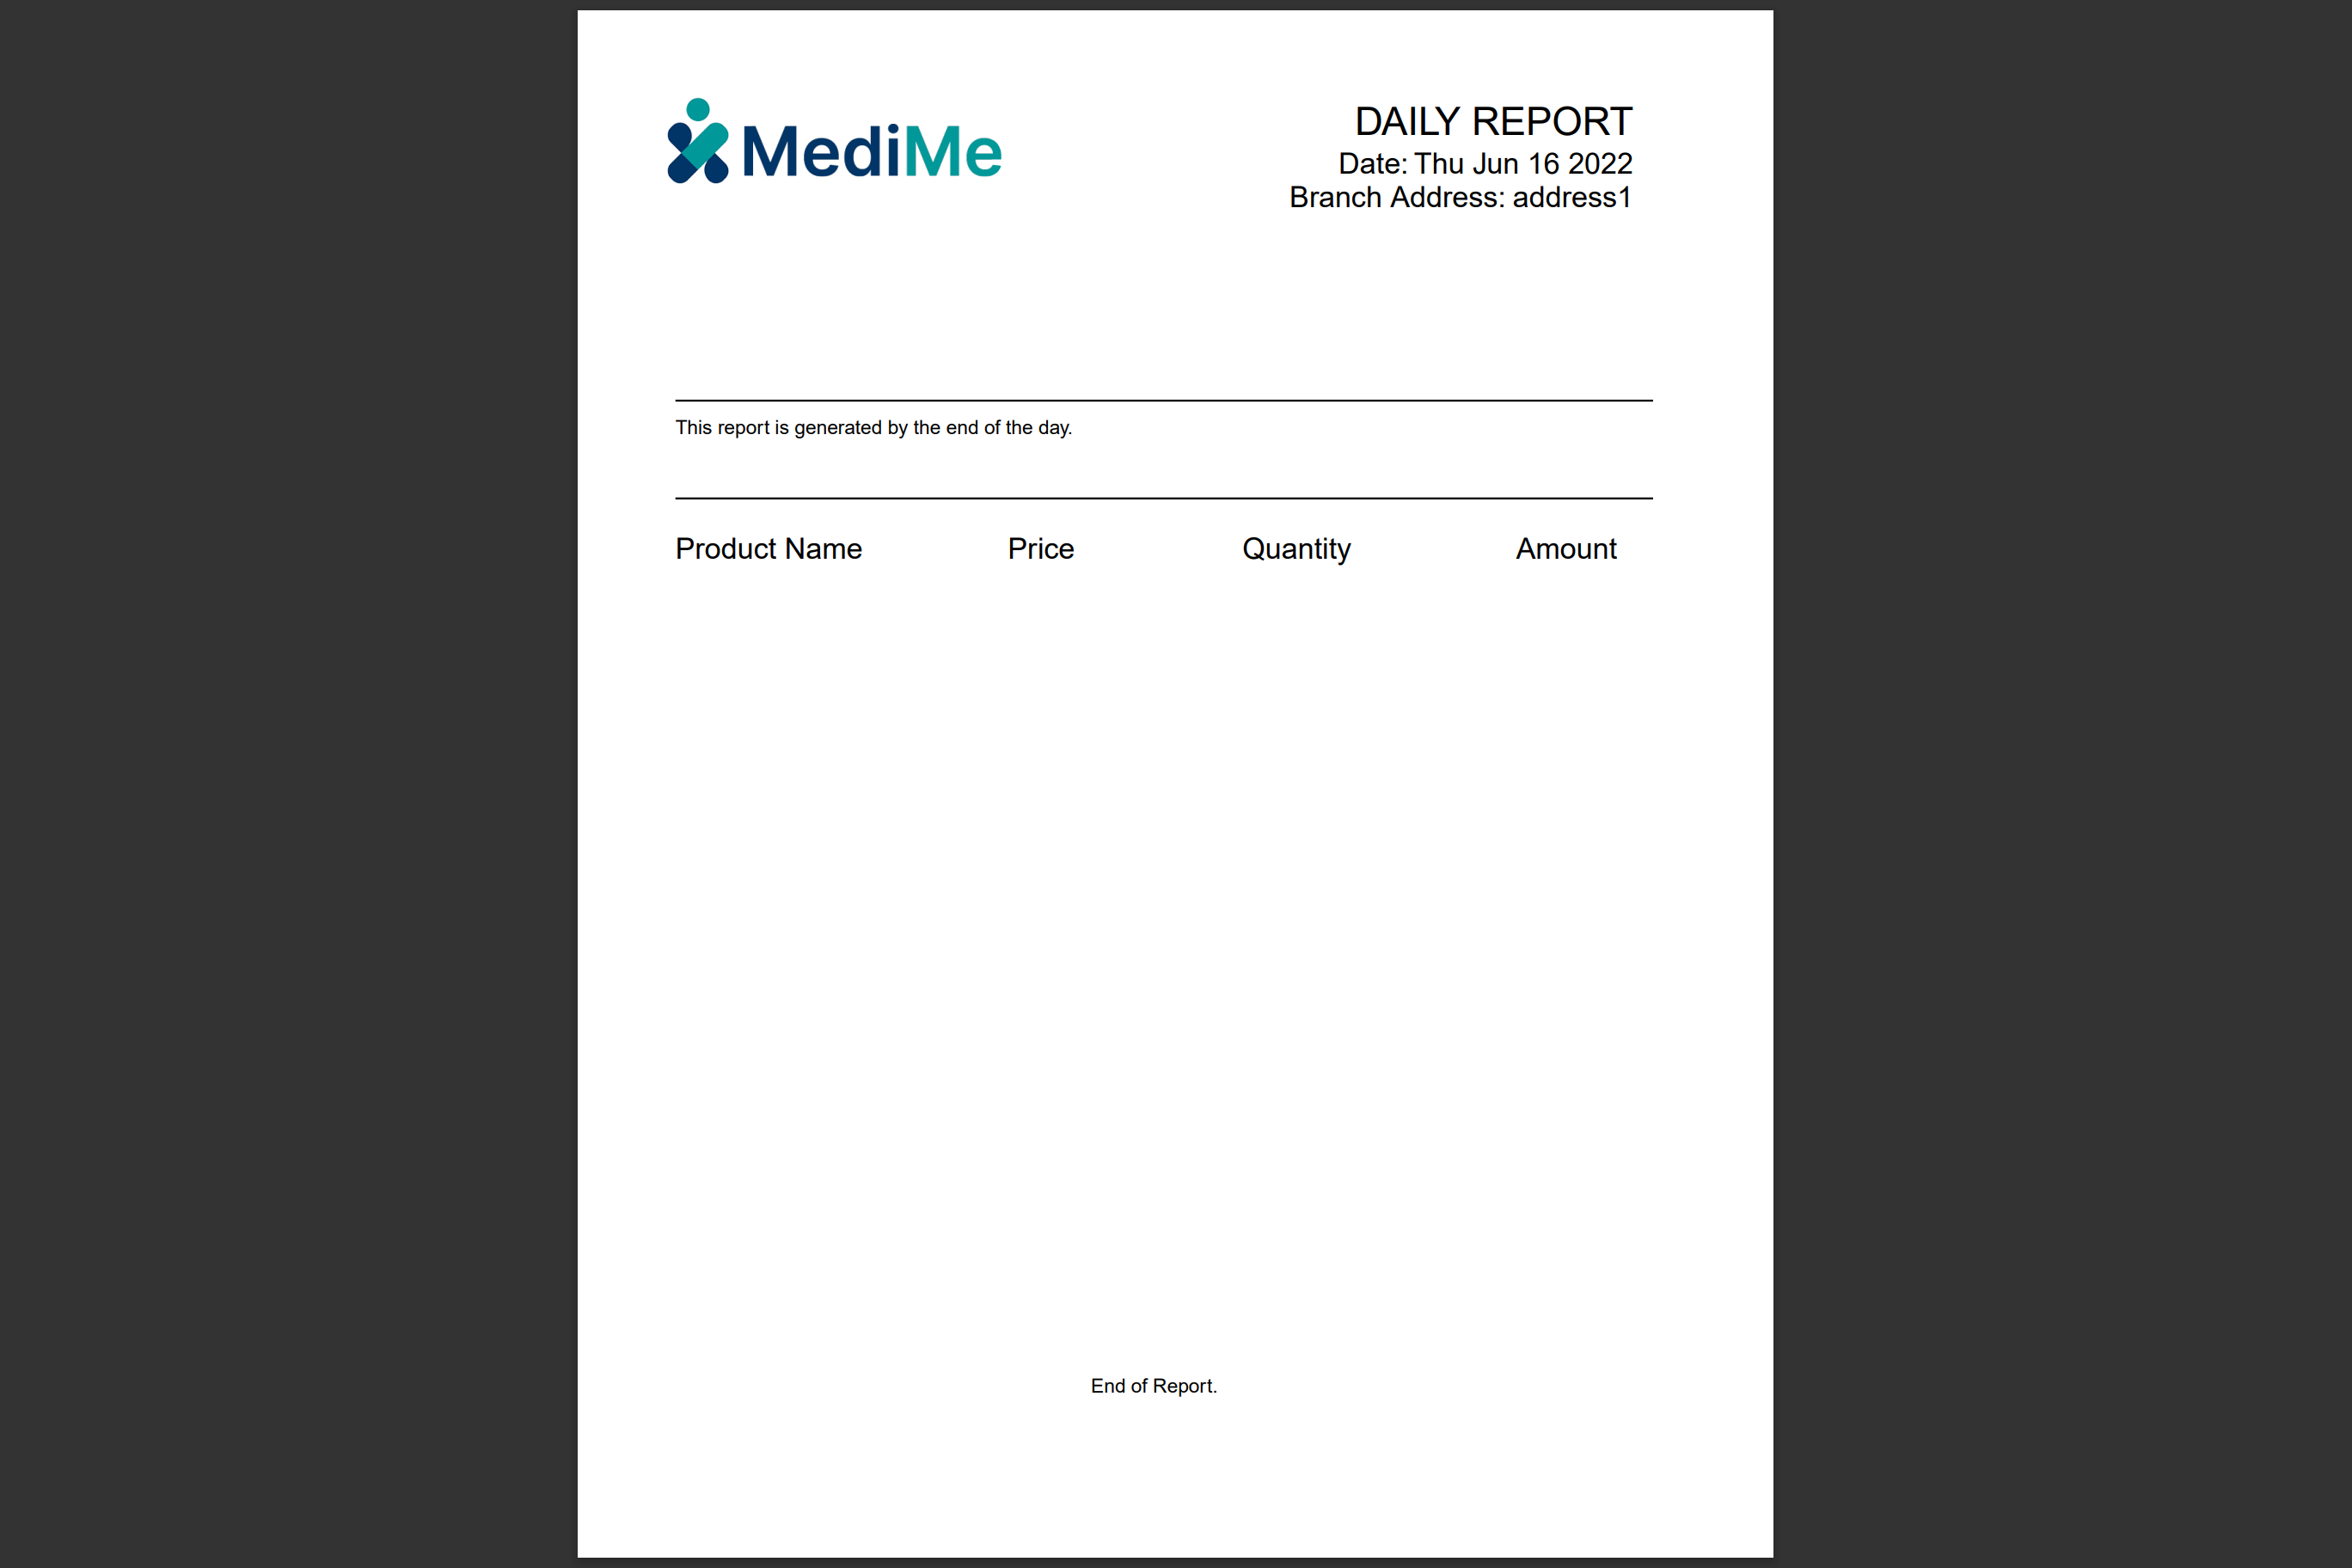 MediMe
DAILY REPORT
Date: Thu Jun 16 2022
Branch Address: address1
This report is generated by the end of the day.
Product Name Price Quantity Amount
End of Report.